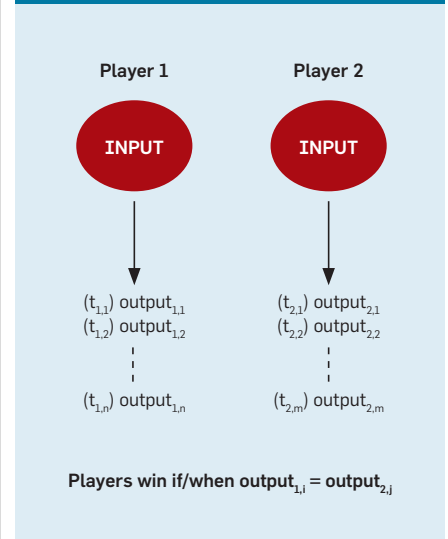 Player 1 Player 2
INPUT INPUT
(t1,1) output1,1 (t2,1) output2,1
(t1,2) output1,2 (t2,2) output2,2
(t1,n) output1,n (t2,m) output2,m
Players win if/when output1,i = output2,j